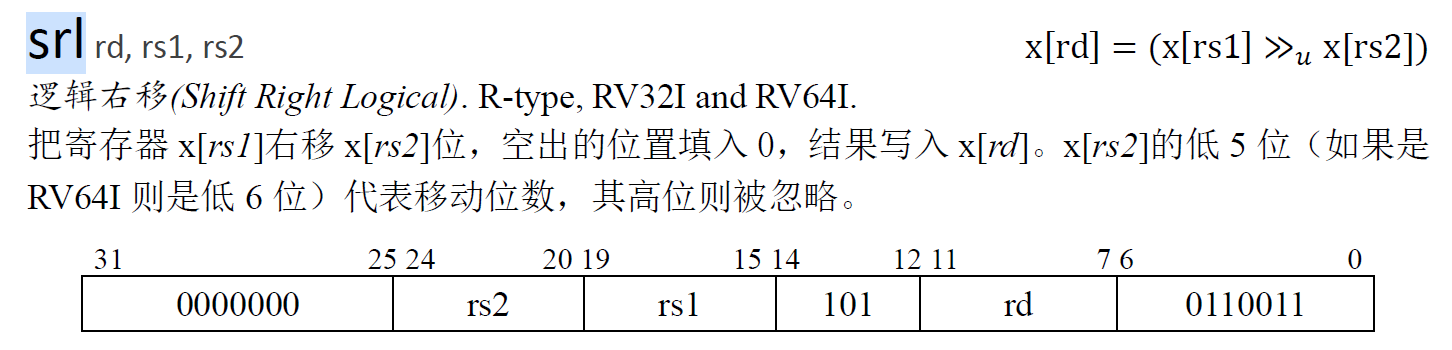 srl rd, rs1, rs2 x[rd] = (x[rs1] ≫u x[rs2])
逻辑右移(Shift Right Logical). R-type, RV32I and RV64I.
把寄存器 x[rs1]右移 x[rs2]位，空出的位置填入 0，结果写入 x[rd]。x[rs2]的低 5 位（如果是
RV64I 则是低 6 位）代表移动位数，其高位则被忽略。
31 25 24 20 19 15 14 12 11 7 6 0
0000000 rs2 rs1 101 rd 0110011